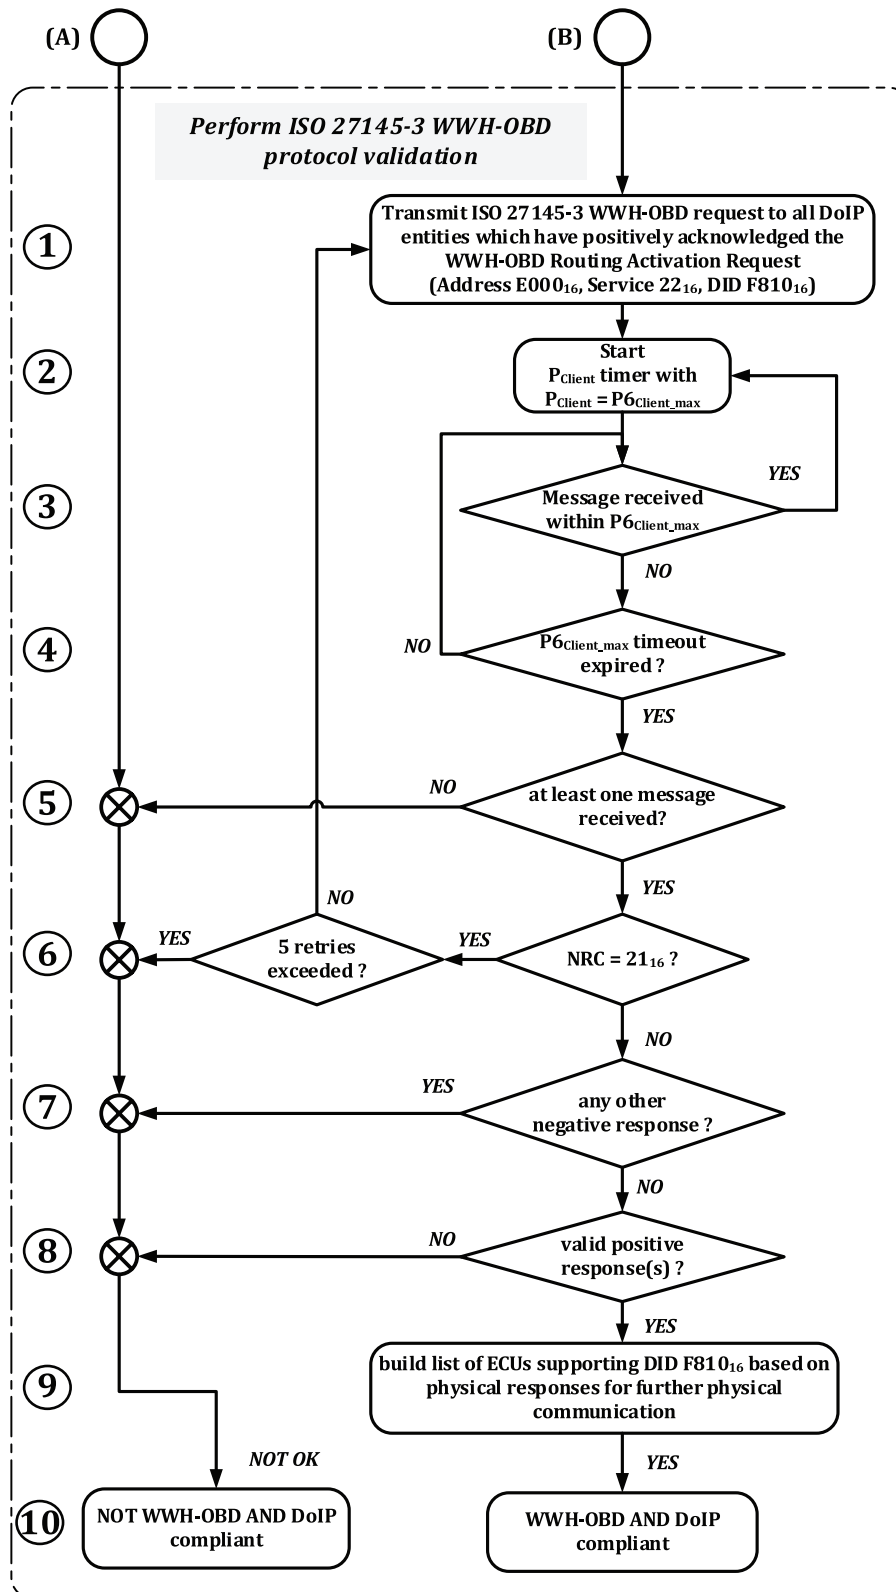 (A)
(B)
Perform ISO 27145-3 WWH-OBD
protocol validation
1
Transmit ISO 27145-3 WWH-OBD request to all DoIP
entities which have positively acknowledged the
WWH-OBD Routing Activation Request
(Address E000₁₆, Service 22₁₆, DID F810₁₆)
2
Start
P_Client timer with
P_Client = P6_Client_max
3
Message received
within P6_Client_max
YES
NO
4
P6_Client_max timeout
expired ?
NO
YES
5
at least one message
received?
NO
YES
6
NRC = 21₁₆ ?
YES
5 retries
exceeded ?
NO
YES
NO
7
any other
negative response ?
YES
NO
8
valid positive
response(s) ?
NO
YES
9
build list of ECUs supporting DID F810₁₆ based on
physical responses for further physical
communication
NOT OK
YES
10
NOT WWH-OBD AND DoIP
compliant
WWH-OBD AND DoIP
compliant